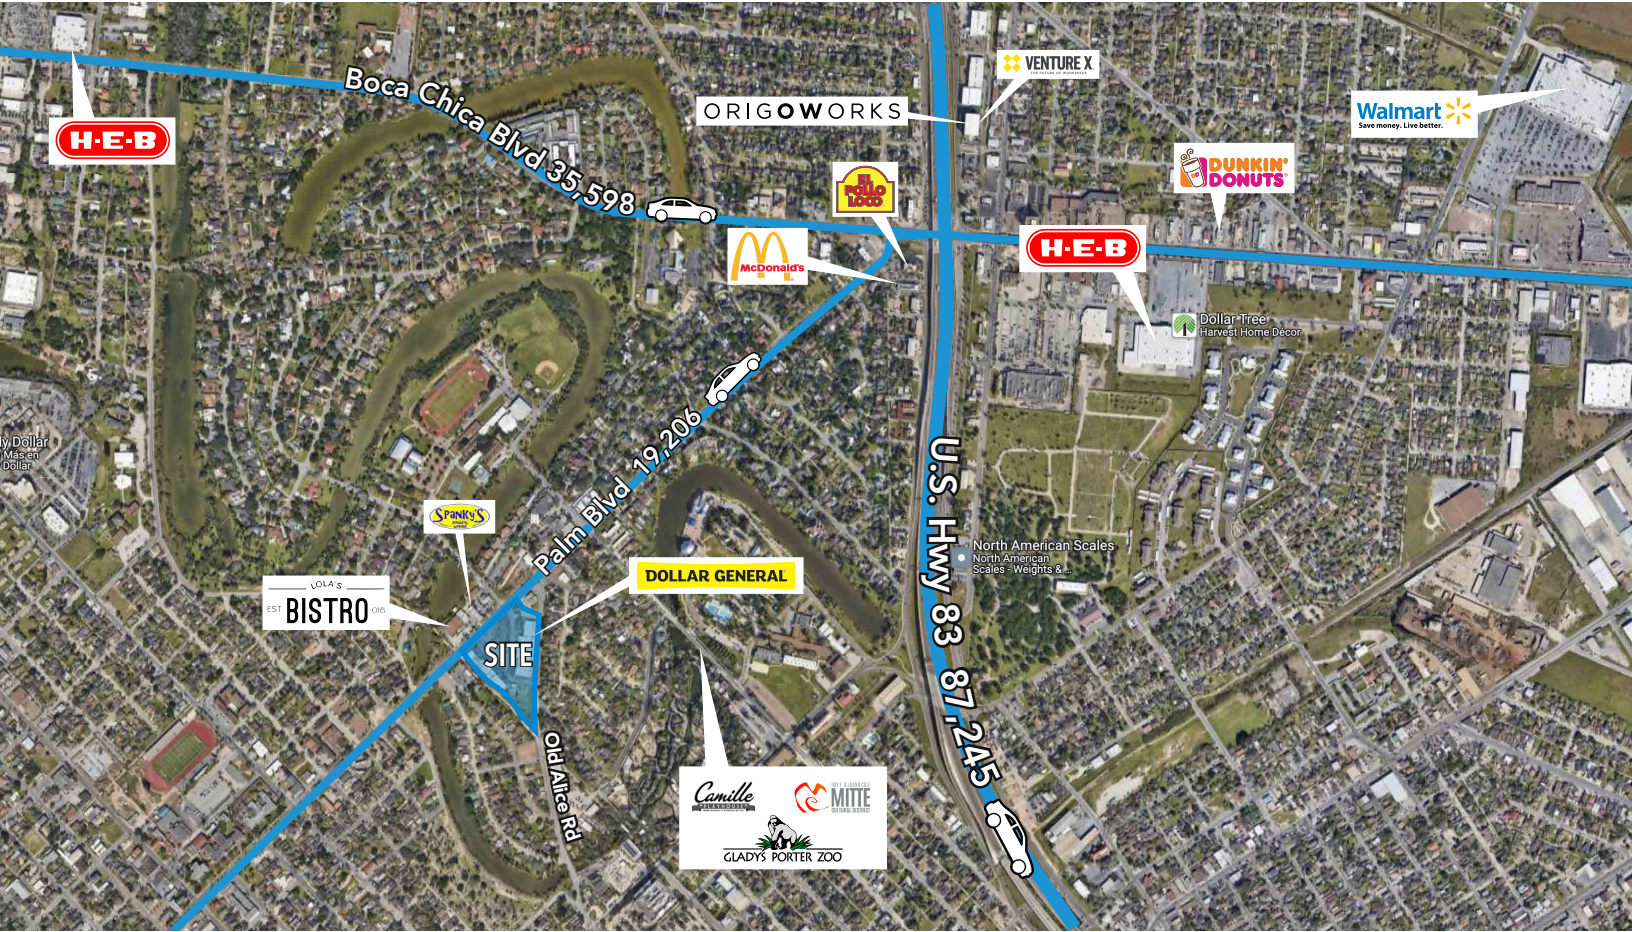 Boca Chica Blvd 35,598
H-E-B
ORIGOWORKS
VENTURE X
THE FUTURE OF WORKSPACE
Walmart
Save money. Live better.
DUNKIN'
DONUTS
EL
POLLO
LOCO
McDonald's
H-E-B
Dollar Tree
Harvest Home Décor
Palm Blvd 19,206
U.S. Hwy 83 87,245
ly Dollar
Más en
Dollar
SPANKY'S
North American Scales
North American
Scales - Weights &...
DOLLAR GENERAL
LOLA'S
EST BISTRO 016
SITE
Old Alice Rd
Camille
PLAYHOUSE
MITTE
CULTURAL DISTRICT
GLADYS PORTER ZOO